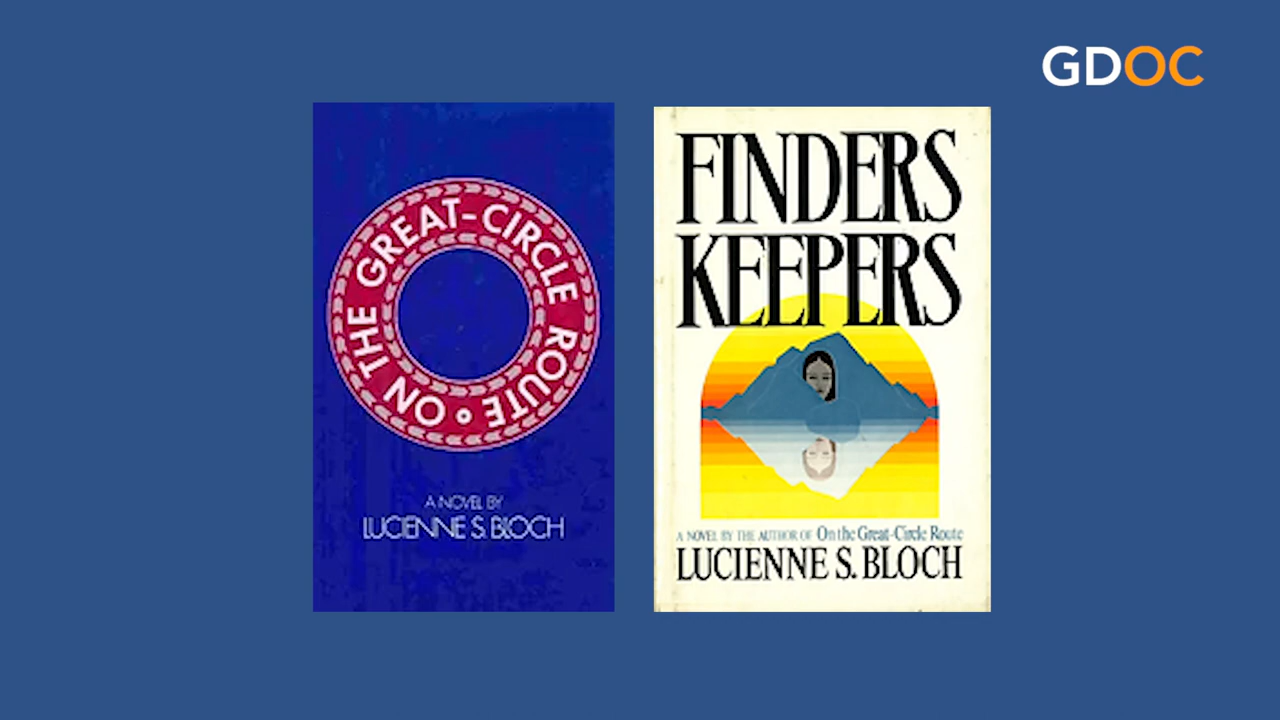 GDOC
ON THE GREAT-CIRCLE ROUTE
A NOVEL BY
LUCIENNE S. BLOCH
FINDERS
KEEPERS
A NOVEL BY THE AUTHOR OF On the Great-Circle Route
LUCIENNE S. BLOCH